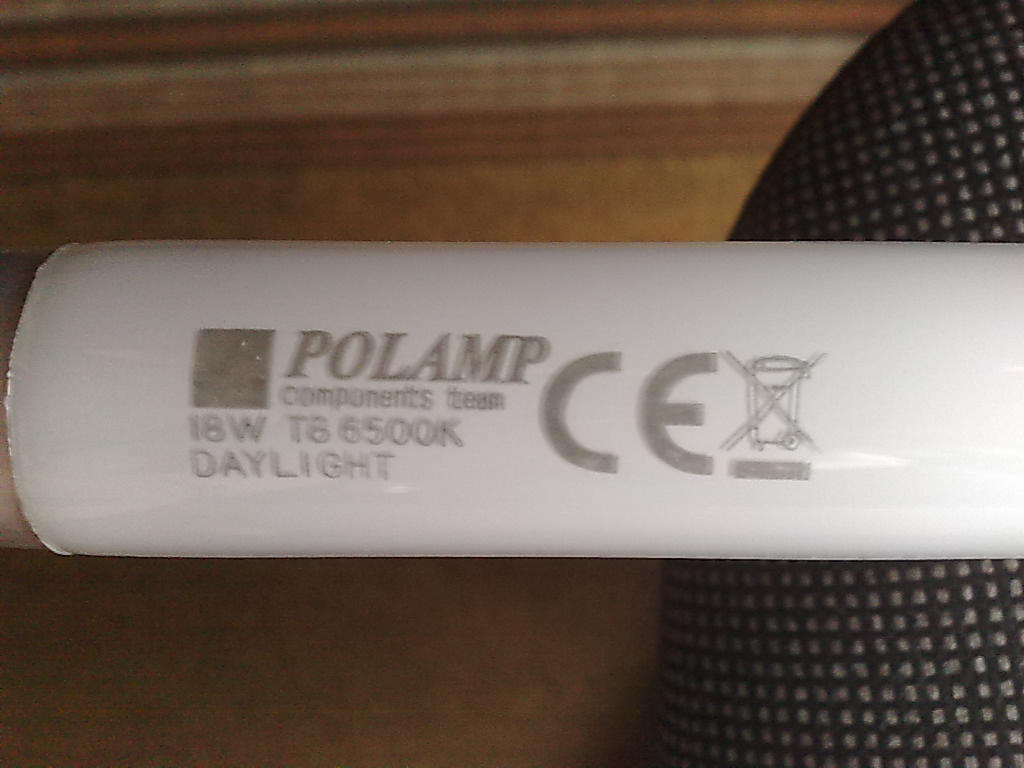 POLAMP
components team
18W T8 6500K
DAYLIGHT
CE